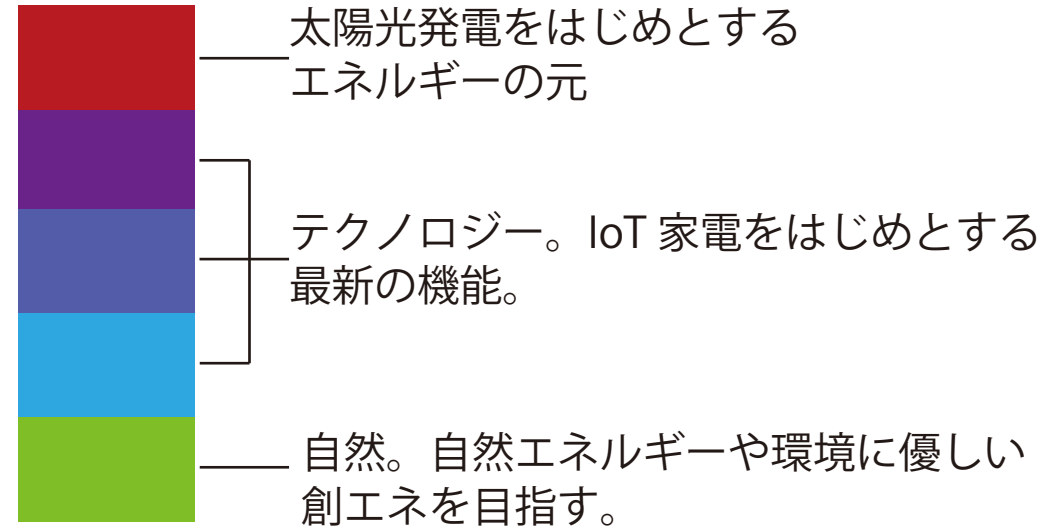 太陽光発電をはじめとする
エネルギーの元
テクノロジー。IoT 家電をはじめとする
最新の機能。
自然。自然エネルギーや環境に優しい
創エネを目指す。